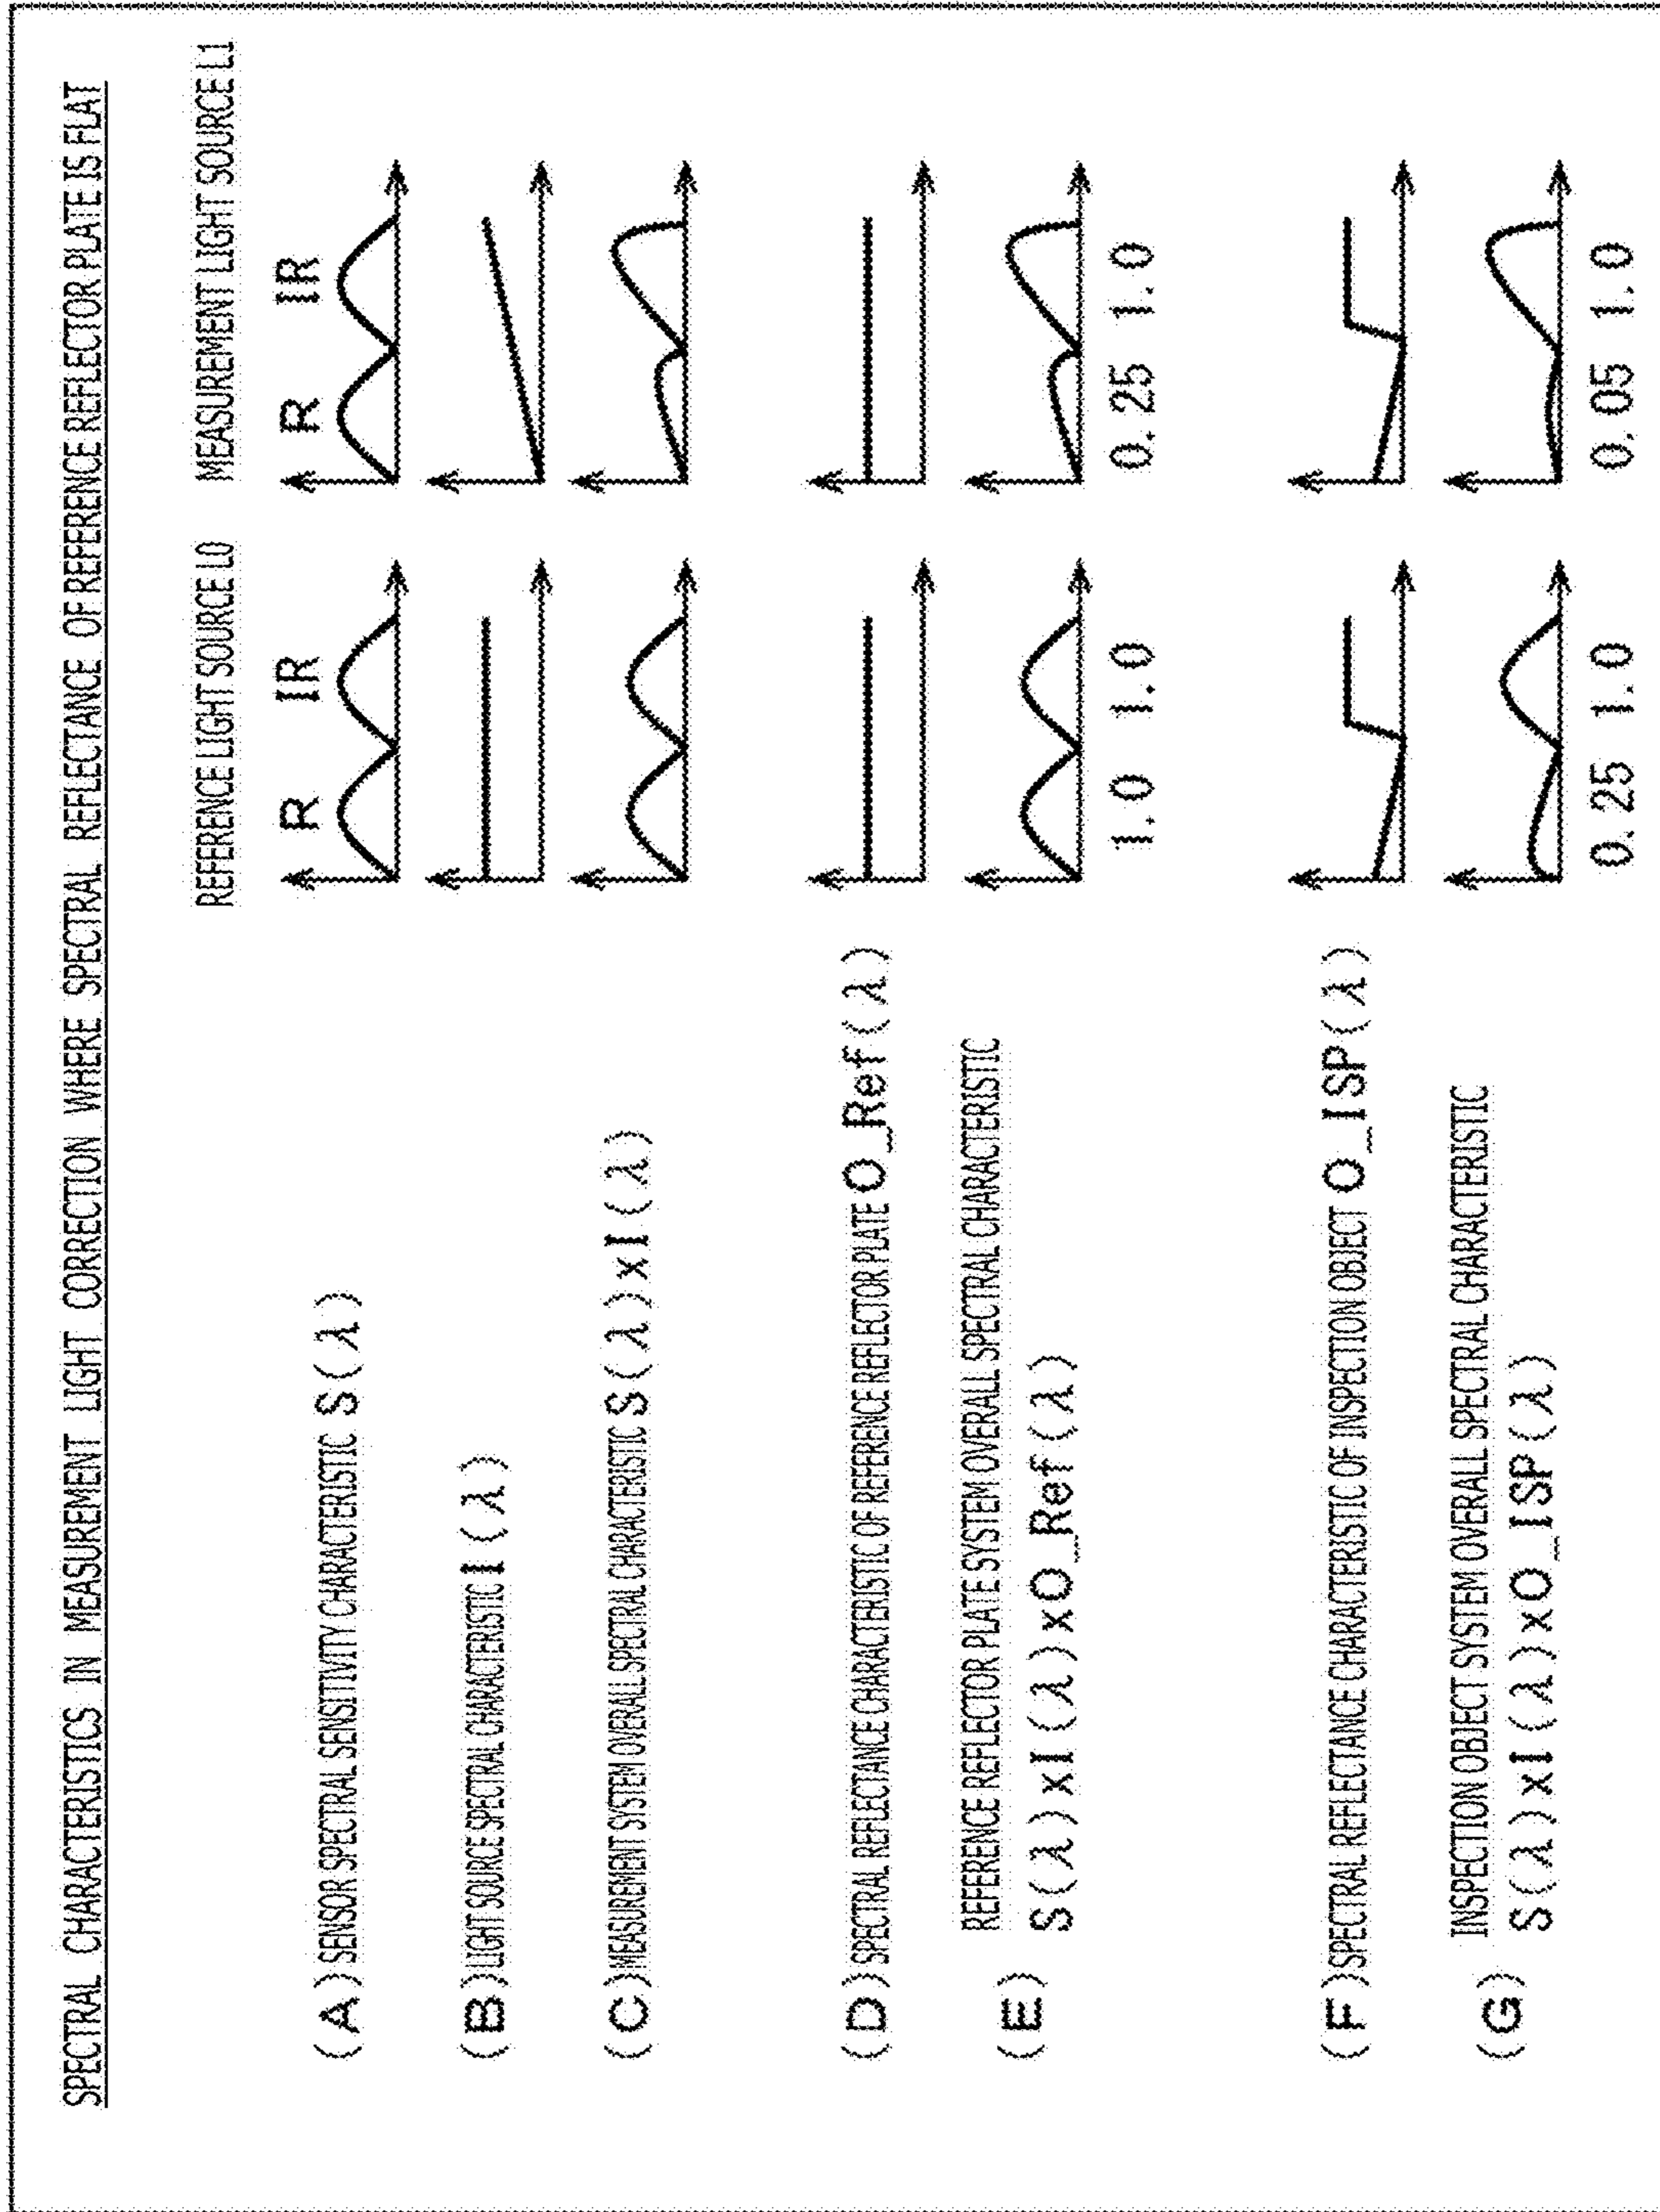 SPECTRAL CHARACTERISTICS IN MEASUREMENT LIGHT CORRECTION WHERE SPECTRAL REFLECTANCE OF REFERENCE REFLECTOR PLATE IS FLAT
REFERENCE LIGHT SOURCE L0 MEASUREMENT LIGHT SOURCE L1
R IR R IR
(A) SENSOR SPECTRAL SENSITIVITY CHARACTERISTIC S(λ)
(B) LIGHT SOURCE SPECTRAL CHARACTERISTIC I(λ)
(C) MEASUREMENT SYSTEM OVERALL SPECTRAL CHARACTERISTIC S(λ)xI(λ)
(D) SPECTRAL REFLECTANCE CHARACTERISTIC OF REFERENCE REFLECTOR PLATE O_Ref(λ)
REFERENCE REFLECTOR PLATE SYSTEM OVERALL SPECTRAL CHARACTERISTIC
(E) S(λ)xI(λ)xO_Ref(λ)
1.0 1.0 0.25 1.0
(F) SPECTRAL REFLECTANCE CHARACTERISTIC OF INSPECTION OBJECT O_ISP(λ)
INSPECTION OBJECT SYSTEM OVERALL SPECTRAL CHARACTERISTIC
(G) S(λ)xI(λ)xO_ISP(λ)
0.25 1.0 0.05 1.0